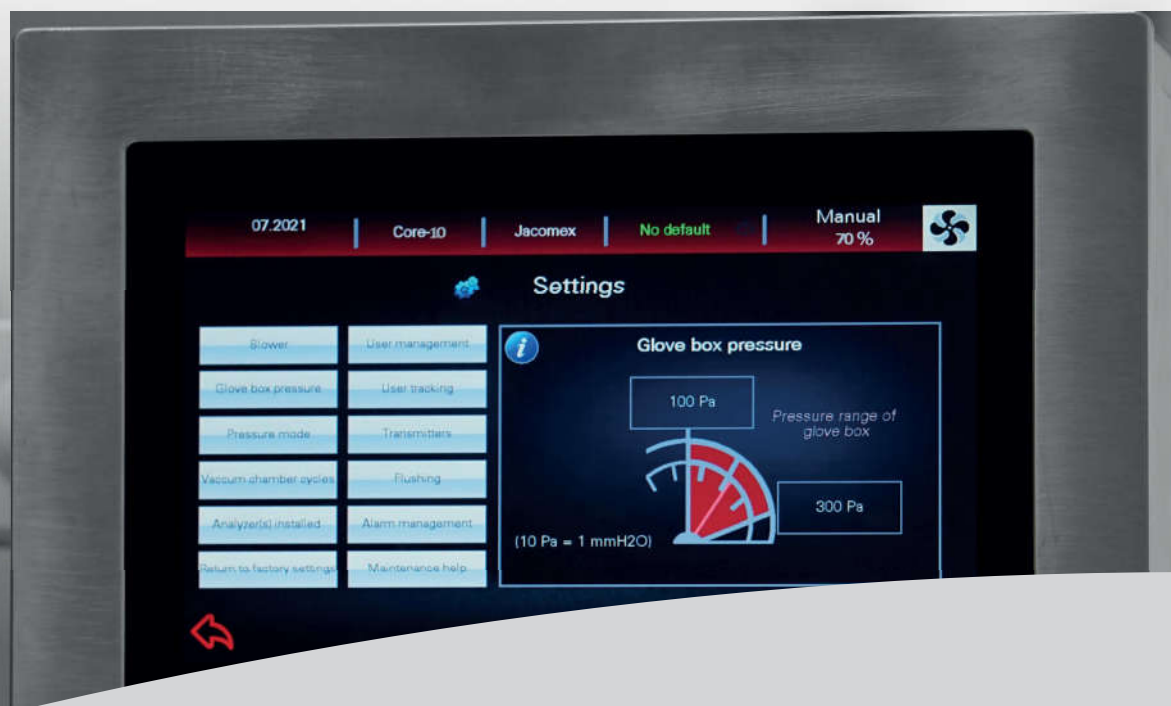 07.2021
Core-10
Jacomex
No default
Manual
70 %
Settings
Blower
User management
Glove box pressure
User tracking
Pressure mode
Transmitters
Vaccum chamber cycles
Flushing
Analyzer(s) installed
Alarm management
Return to factory settings
Maintenance help
i
Glove box pressure
100 Pa
Pressure range of
glove box
300 Pa
(10 Pa = 1 mmH2O)